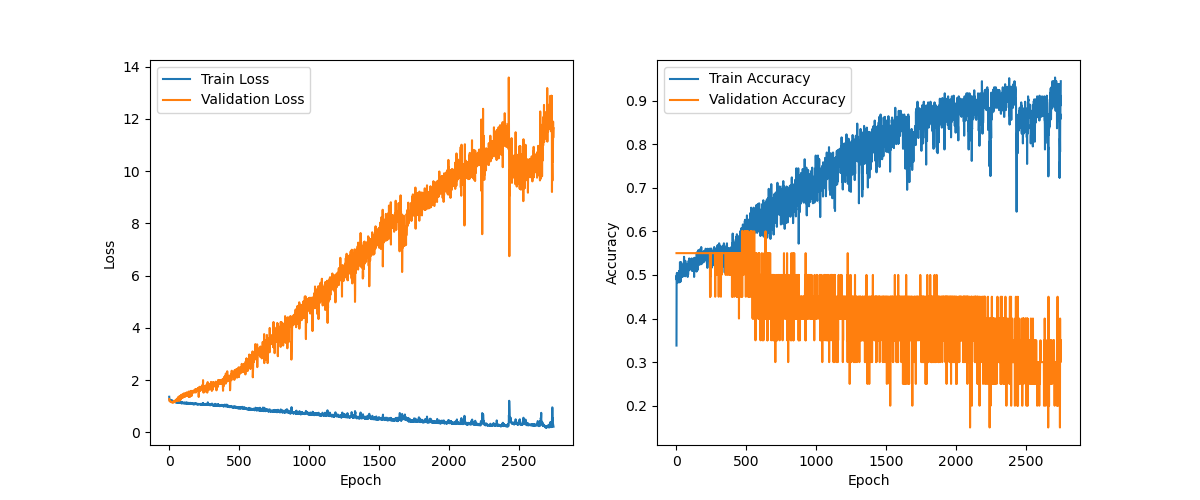 Train Loss
Validation Loss
14
12
10
8
6
4
2
0
Loss
0 500 1000 1500 2000 2500
Epoch
Train Accuracy
Validation Accuracy
0.9
0.8
0.7
0.6
0.5
0.4
0.3
0.2
Accuracy
0 500 1000 1500 2000 2500
Epoch